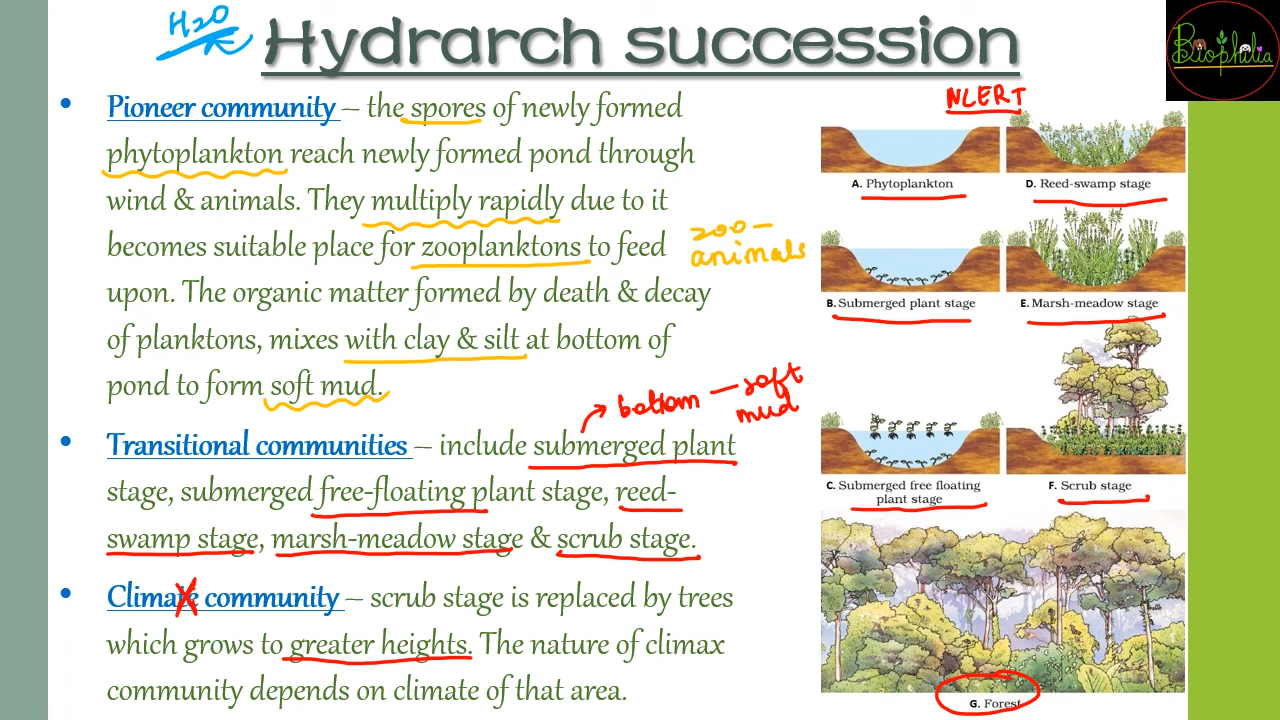 H2O
Hydrarch succession
Biophilia
• Pioneer community – the spores of newly formed
phytoplankton reach newly formed pond through
wind & animals. They multiply rapidly due to it
becomes suitable place for zooplanktons to feed
upon. The organic matter formed by death & decay
of planktons, mixes with clay & silt at bottom of
pond to form soft mud.
zoo –
animals
bottom – soft
mud
• Transitional communities – include submerged plant
stage, submerged free-floating plant stage, reed-
swamp stage, marsh-meadow stage & scrub stage.
• Climate community – scrub stage is replaced by trees
which grows to greater heights. The nature of climax
community depends on climate of that area.
X
NCERT
A. Phytoplankton
D. Reed-swamp stage
B. Submerged plant stage
E. Marsh-meadow stage
C. Submerged free floating
plant stage
F. Scrub stage
G. Forest